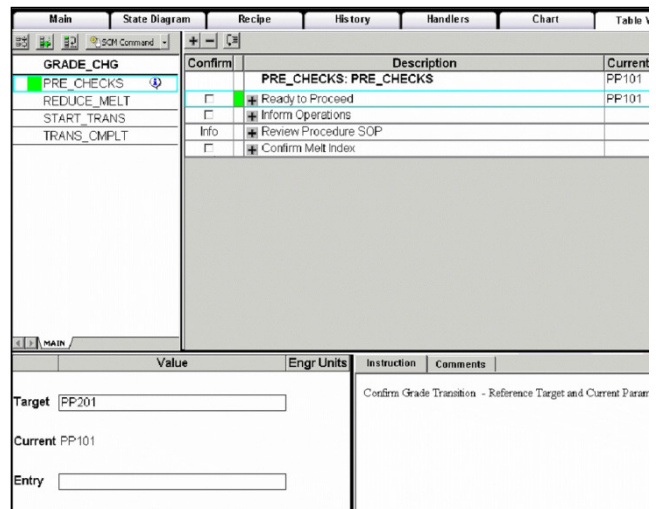 Main State Diagram Recipe History Handlers Chart Table V
SCM Command
GRADE_CHG
PRE_CHECKS
REDUCE_MELT
START_TRANS
TRANS_CMPLT
MAIN
Confirm Description Current
PRE_CHECKS: PRE_CHECKS PP101
Ready to Proceed PP101
Inform Operations
Info Review Procedure SOP
Confirm Melt Index
Value Engr Units
Target PP201
Current PP101
Entry
Instruction Comments
Confirm Grade Transition - Reference Target and Current Param